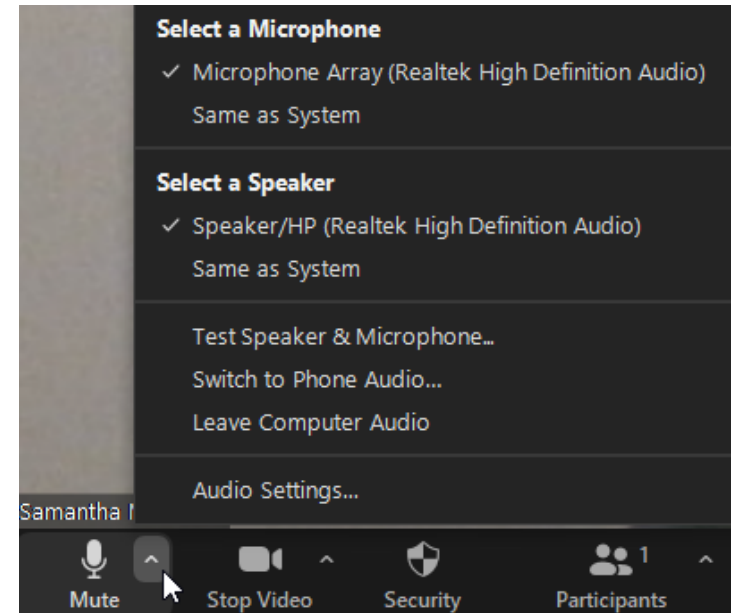 Select a Microphone
Microphone Array (Realtek High Definition Audio)
Same as System
Select a Speaker
Speaker/HP (Realtek High Definition Audio)
Same as System
Test Speaker & Microphone...
Switch to Phone Audio...
Leave Computer Audio
Audio Settings...
Samantha
Mute
Stop Video
Security
1
Participants